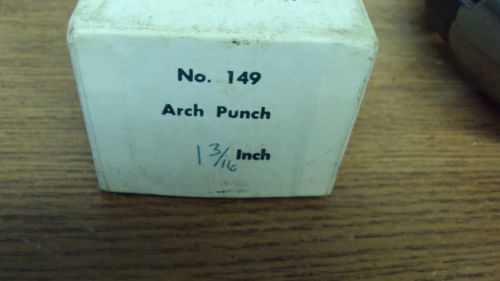 No. 149
Arch Punch
1 3/16 Inch